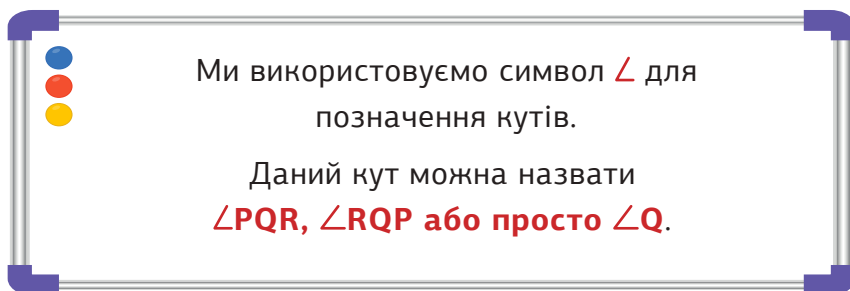 Ми використовуємо символ ∠ для
позначення кутів.
Даний кут можна назвати
∠PQR, ∠RQP або просто ∠Q.